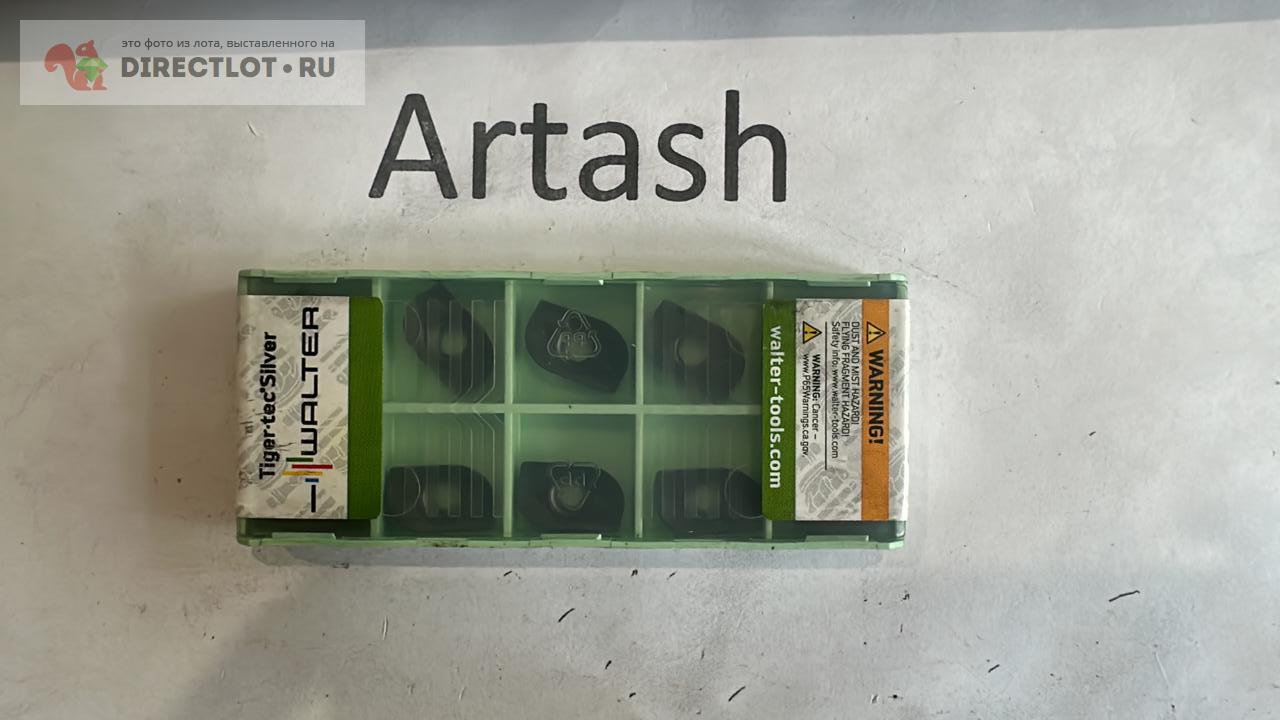 это фото из лота, выставленного на
DIRECTLOT•RU
Artash
Tiger·tec®Silver
WALTER
walter-tools.com
WARNING: Cancer –
www.P65Warnings.ca.gov
WARNING!
DUST AND MIST HAZARD!
FLYING FRAGMENT HAZARD!
Safety info: www.walter-tools.com